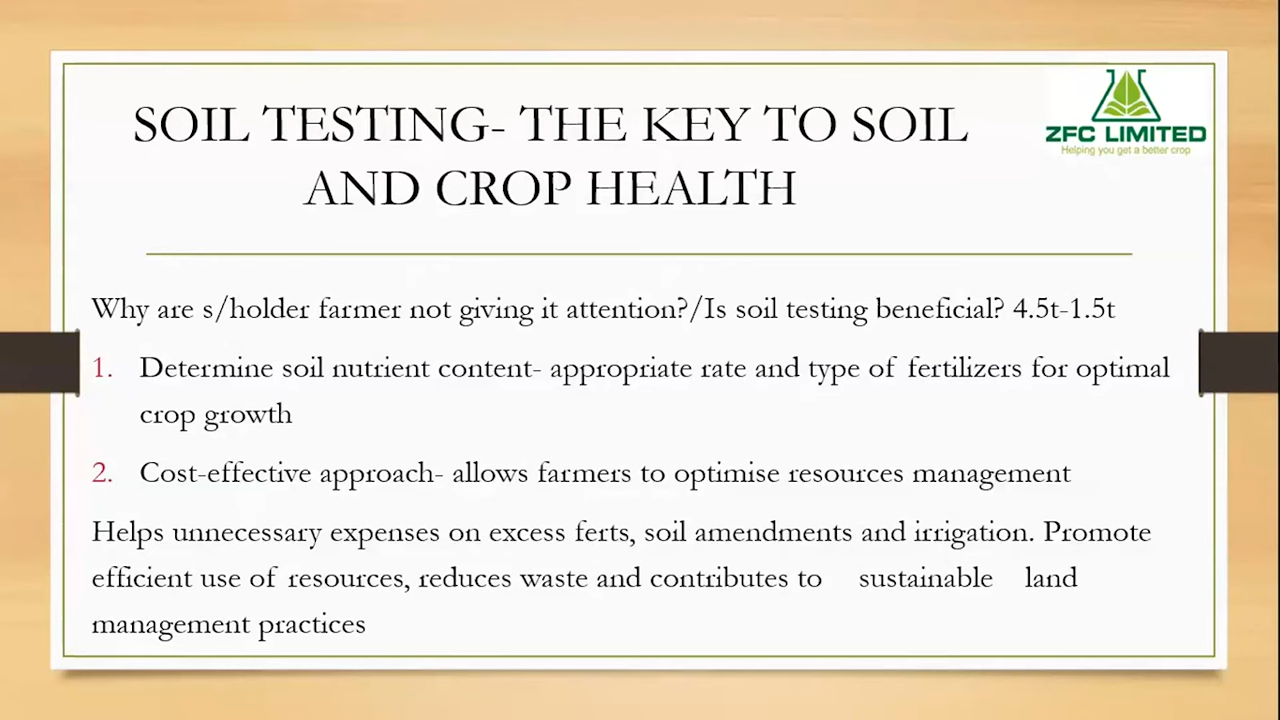 SOIL TESTING- THE KEY TO SOIL
AND CROP HEALTH
ZFC LIMITED
Helping you get a better crop
Why are s/holder farmer not giving it attention?/Is soil testing beneficial? 4.5t-1.5t
1. Determine soil nutrient content- appropriate rate and type of fertilizers for optimal
crop growth
2. Cost-effective approach- allows farmers to optimise resources management
Helps unnecessary expenses on excess ferts, soil amendments and irrigation. Promote
efficient use of resources, reduces waste and contributes to sustainable land
management practices